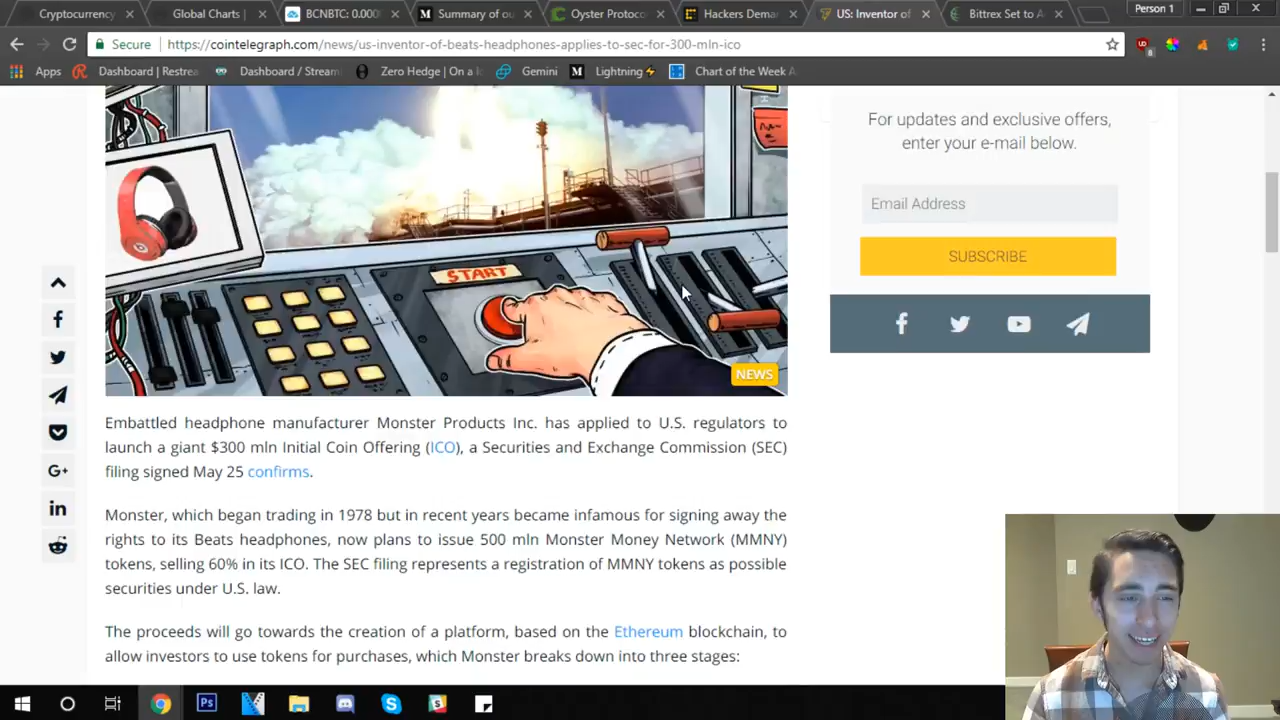 Cryptocurrency
Global Charts |
BCNBTC: 0.000
Summary of ou
Oyster Protoco
Hackers Dema
US: Inventor of
Bittrex Set to A
Person 1
Secure
https://cointelegraph.com/news/us-inventor-of-beats-headphones-applies-to-sec-for-300-mln-ico
Apps
Dashboard | Restrea
Dashboard / Stream
Zero Hedge | On a l
Gemini
Lightning⚡
Chart of the Week A
For updates and exclusive offers,
enter your e-mail below.
Email Address
SUBSCRIBE
START
NEWS
Embattled headphone manufacturer Monster Products Inc. has applied to U.S. regulators to
launch a giant $300 mln Initial Coin Offering (ICO), a Securities and Exchange Commission (SEC)
filing signed May 25 confirms.
Monster, which began trading in 1978 but in recent years became infamous for signing away the
rights to its Beats headphones, now plans to issue 500 mln Monster Money Network (MMNY)
tokens, selling 60% in its ICO. The SEC filing represents a registration of MMNY tokens as possible
securities under U.S. law.
The proceeds will go towards the creation of a platform, based on the Ethereum blockchain, to
allow investors to use tokens for purchases, which Monster breaks down into three stages: